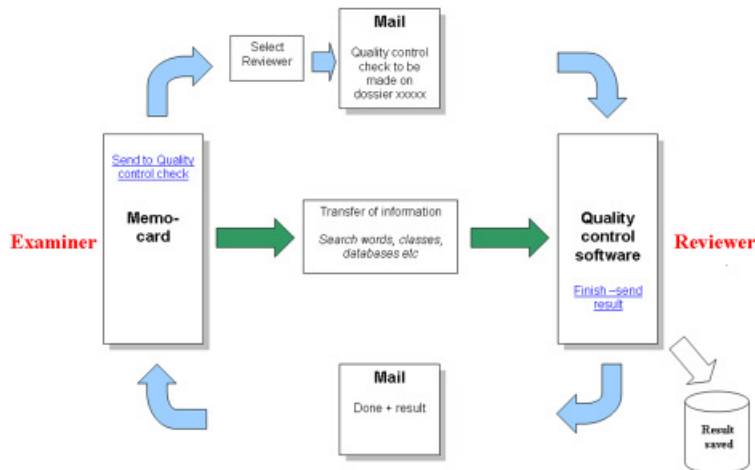 Select
Reviewer
Mail
Quality control
check to be
made on
dossier xxxxx
Send to Quality
control check
Memo-
card
Examiner
Transfer of information
Search words, classes,
databases etc
Quality
control
software
Finish –send
result
Reviewer
Mail
Done + result
Result
saved